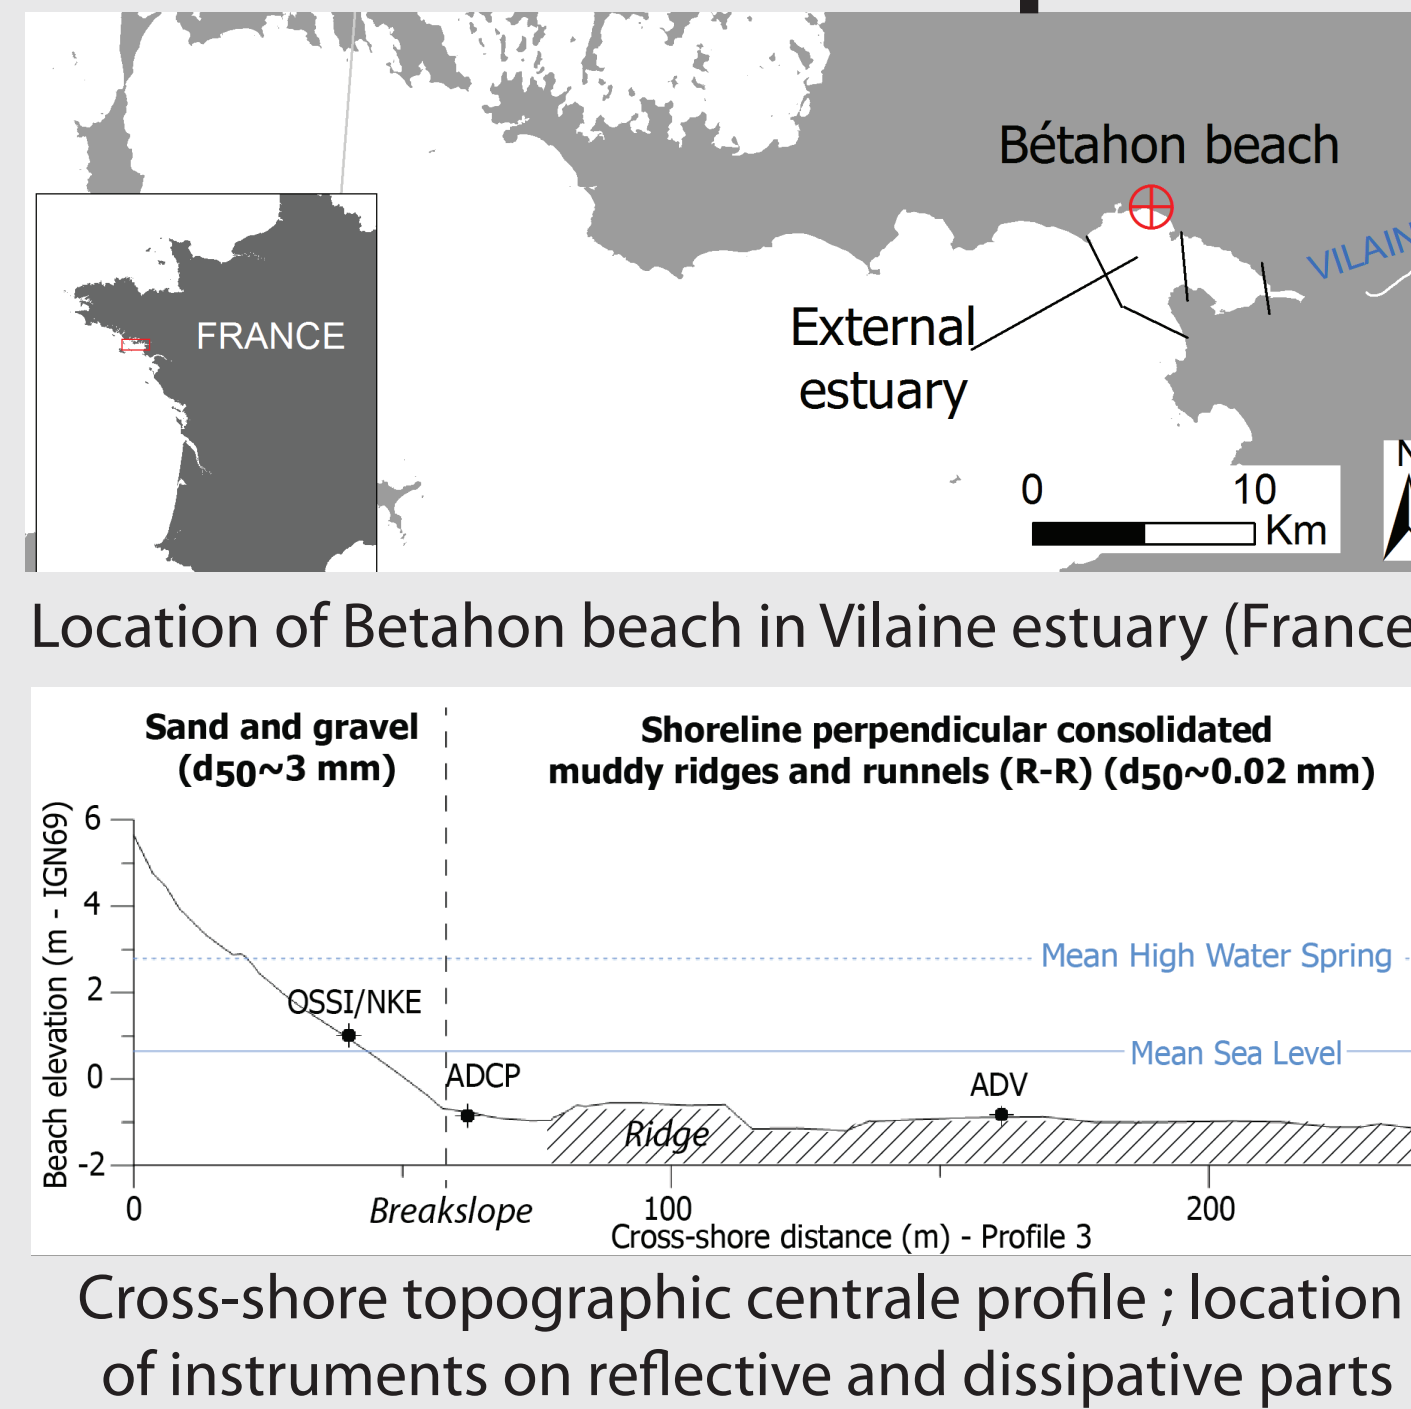 Bétahon beach
VILAIN
FRANCE
External
estuary
0 10
Km
N
Location of Betahon beach in Vilaine estuary (France
Sand and gravel
(d50~3 mm)
Shoreline perpendicular consolidated
muddy ridges and runnels (R-R) (d50~0.02 mm)
Beach elevation (m - IGN69)
6
4
2
0
-2
Mean High Water Spring
OSSI/NKE
Mean Sea Level
ADCP
ADV
Ridge
0 100 200
Breakslope
Cross-shore distance (m) - Profile 3
Cross-shore topographic centrale profile ; location
of instruments on reflective and dissipative parts